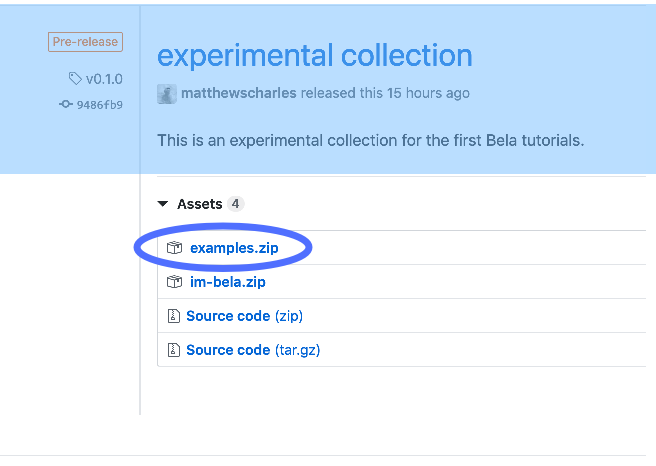 Pre-release
v0.1.0
9486fb9
experimental collection
matthewscharles released this 15 hours ago
This is an experimental collection for the first Bela tutorials.
Assets 4
examples.zip
im-bela.zip
Source code (zip)
Source code (tar.gz)